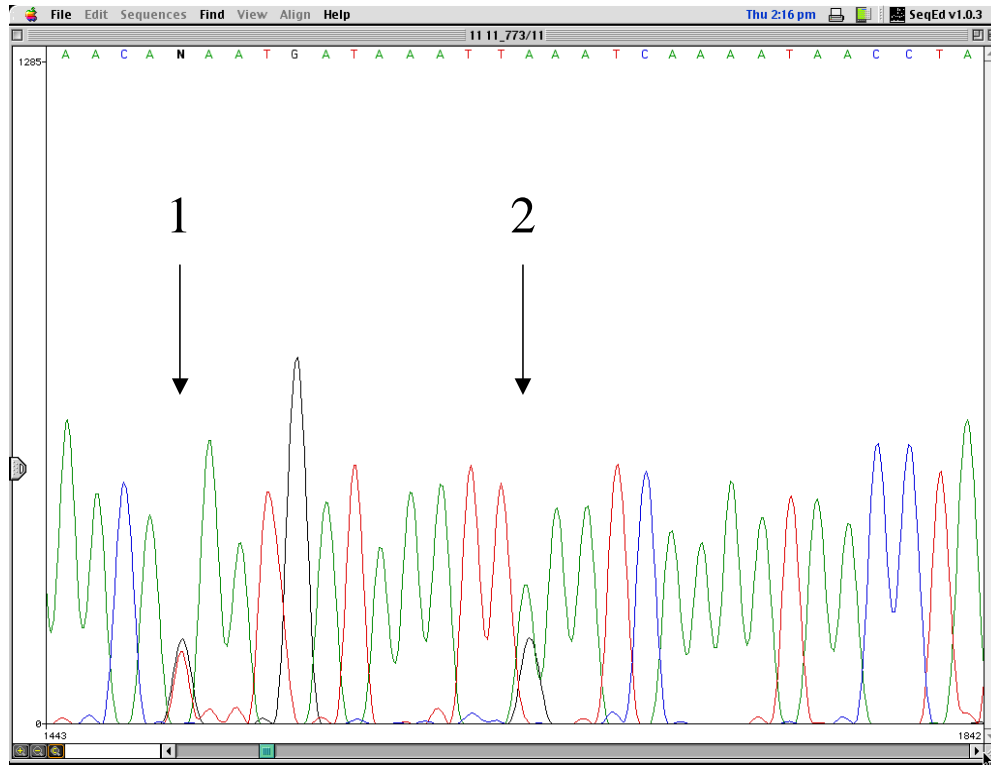 File Edit Sequences Find View Align Help Thu 2:16 pm SeqEd v1.0.3
11 11_773/11
1285
A A C A N A A T G A T A A A T T A A A T C A A A A T A A C C T A
1 2
0
1443 1842